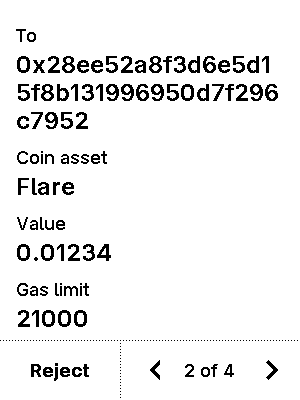 To
0x28ee52a8f3d6e5d1
5f8b131996950d7f296
c7952
Coin asset
Flare
Value
0.01234
Gas limit
21000
Reject
2 of 4